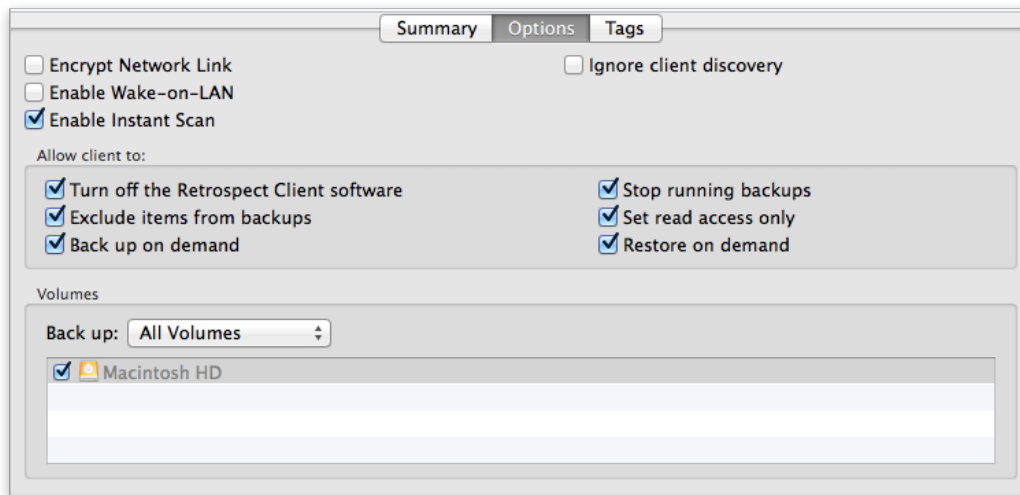 Summary Options Tags
Encrypt Network Link Ignore client discovery
Enable Wake-on-LAN
Enable Instant Scan
Allow client to:
Turn off the Retrospect Client software Stop running backups
Exclude items from backups Set read access only
Back up on demand Restore on demand
Volumes
Back up: All Volumes
Macintosh HD